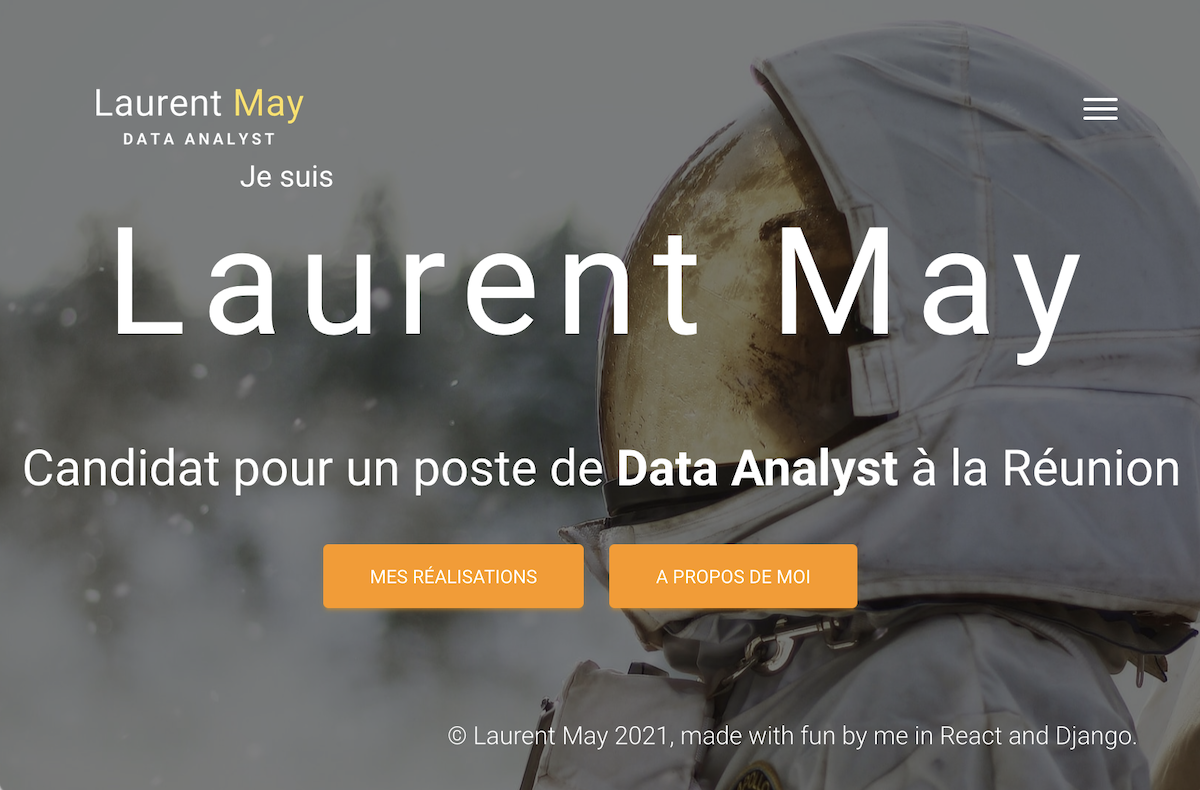 Laurent May
DATA ANALYST
Je suis
Laurent May
Candidat pour un poste de Data Analyst à la Réunion
MES RÉALISATIONS
A PROPOS DE MOI
© Laurent May 2021, made with fun by me in React and Django.